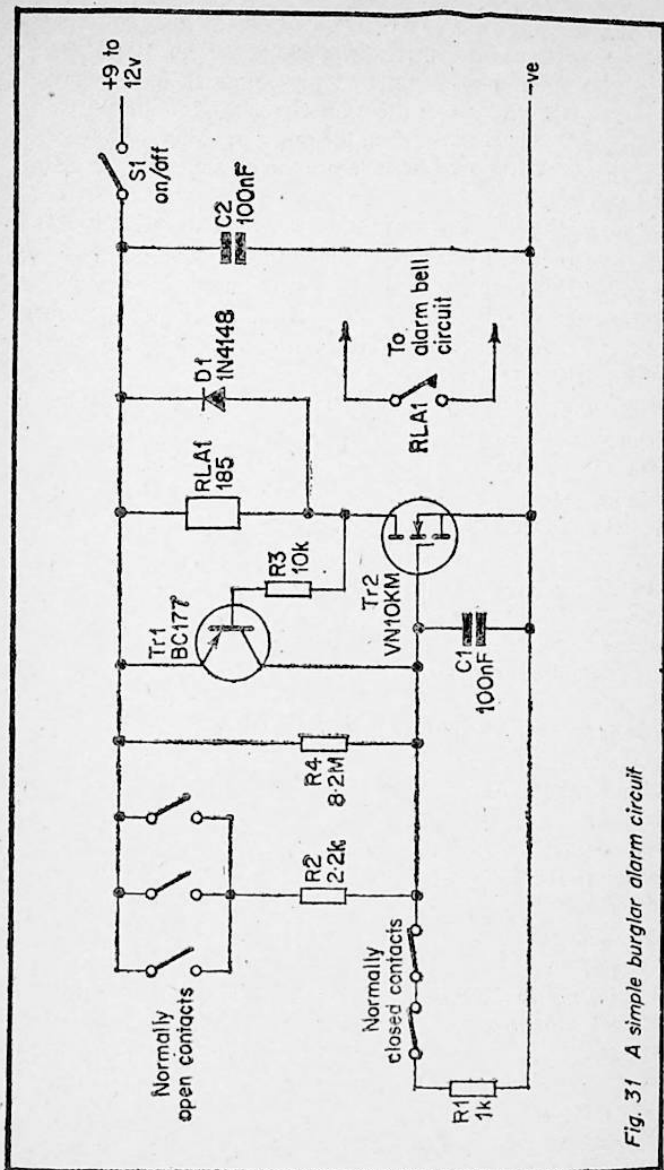 +9 to
12v
S1
on/off
C2
100nF
D1
1N4148
RLA1
185
To
alarm bell
circuit
RLA1
R3
10k
Tr1
BC177
Tr2
VN10KM
C1
100nF
R4
8·2M
R2
2·2k
Normally
open contacts
Normally
closed contacts
R1
1k
-ve
Fig. 31 A simple burglar alarm circuit